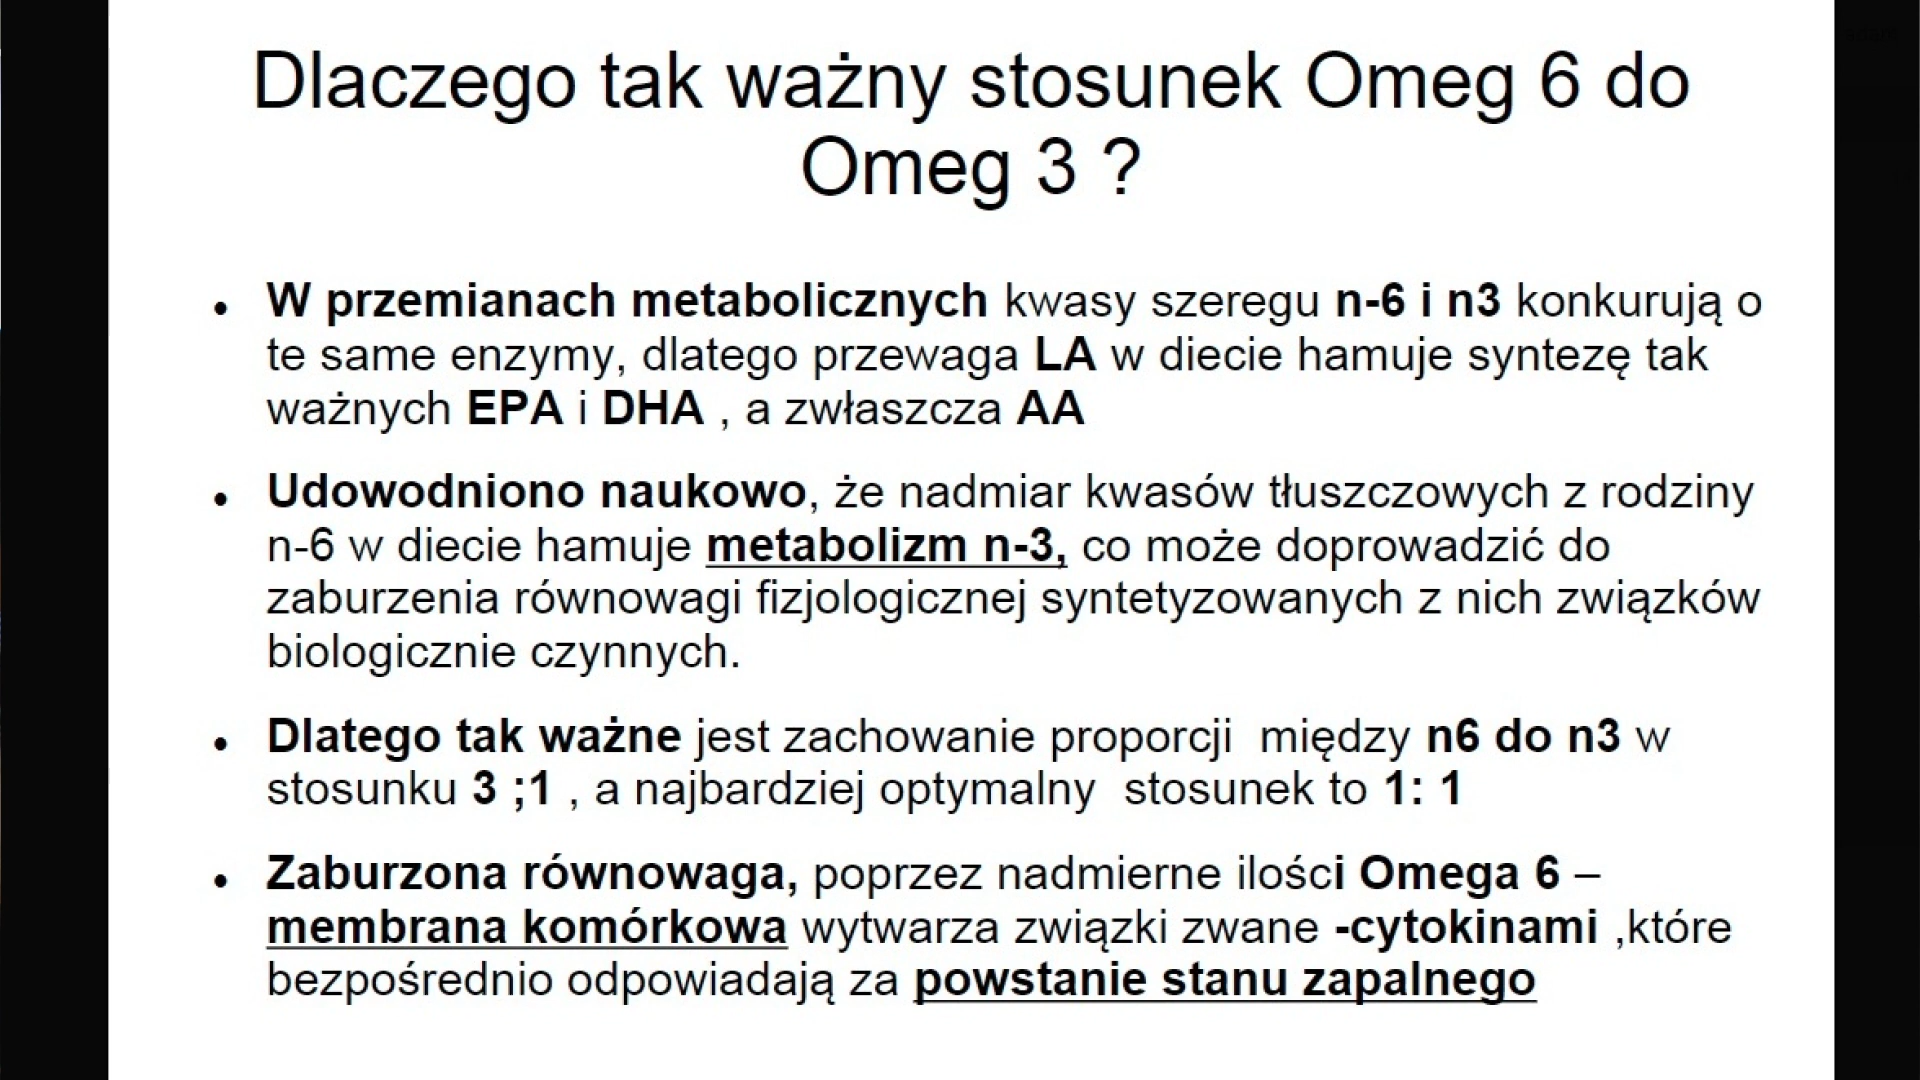 Dlaczego tak ważny stosunek Omeg 6 do
Omeg 3 ?
• W przemianach metabolicznych kwasy szeregu n-6 i n3 konkurują o
te same enzymy, dlatego przewaga LA w diecie hamuje syntezę tak
ważnych EPA i DHA , a zwłaszcza AA
• Udowodniono naukowo, że nadmiar kwasów tłuszczowych z rodziny
n-6 w diecie hamuje metabolizm n-3, co może doprowadzić do
zaburzenia równowagi fizjologicznej syntetyzowanych z nich związków
biologicznie czynnych.
• Dlatego tak ważne jest zachowanie proporcji  między n6 do n3 w
stosunku 3 ;1 , a najbardziej optymalny  stosunek to 1: 1
• Zaburzona równowaga, poprzez nadmierne ilości Omega 6 –
membrana komórkowa wytwarza związki zwane -cytokinami ,które
bezpośrednio odpowiadają za powstanie stanu zapalnego